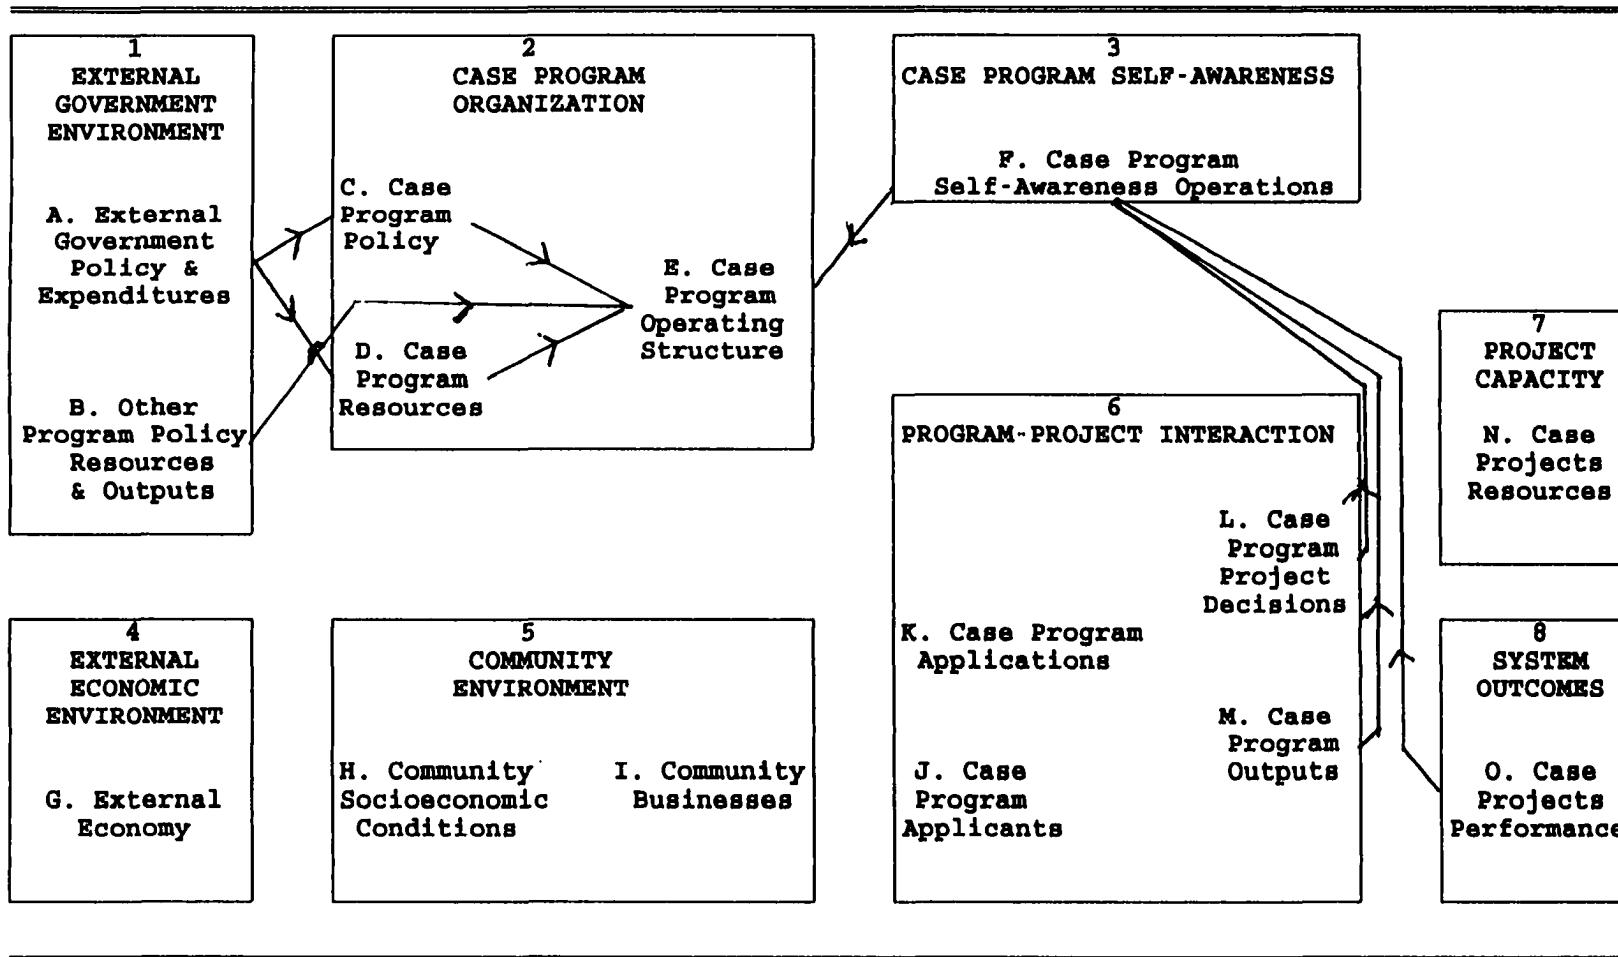 1
EXTERNAL
GOVERNMENT
ENVIRONMENT
A. External
Government
Policy &
Expenditures
B. Other
Program Policy
Resources
& Outputs
2
CASE PROGRAM
ORGANIZATION
C. Case
Program
Policy
D. Case
Program
Resources
E. Case
Program
Operating
Structure
3
CASE PROGRAM SELF-AWARENESS
F. Case Program
Self-Awareness Operations
4
EXTERNAL
ECONOMIC
ENVIRONMENT
G. External
Economy
5
COMMUNITY
ENVIRONMENT
H. Community
Socioeconomic
Conditions
I. Community
Businesses
6
PROGRAM-PROJECT INTERACTION
L. Case
Program
Project
Decisions
K. Case Program
Applications
M. Case
Program
Outputs
J. Case
Program
Applicants
7
PROJECT
CAPACITY
N. Case
Projects
Resources
8
SYSTEM
OUTCOMES
O. Case
Projects
Performance